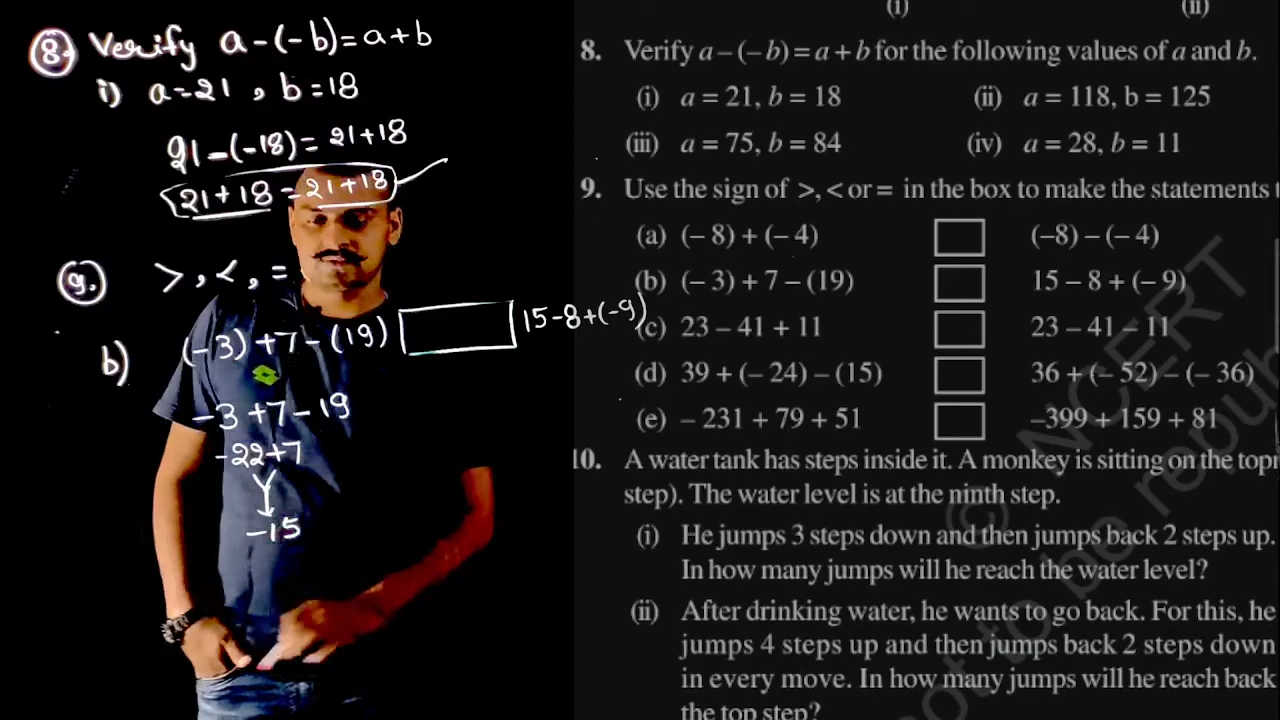 8. Verify a-(-b)=a+b
i) a=21 , b=18
21-(-18)=21+18
21+18 = 21+18
9. >, <, =
b) (-3)+7-(19) 15-8+(-9)
-3+7-19
-22+7
-15
(i) (ii)
8. Verify a – (– b) = a + b for the following values of a and b.
(i) a = 21, b = 18 (ii) a = 118, b = 125
(iii) a = 75, b = 84 (iv) a = 28, b = 11
9. Use the sign of >, < or = in the box to make the statements
(a) (– 8) + (– 4) (–8) – (– 4)
(b) (– 3) + 7 – (19) 15 – 8 + (– 9)
(c) 23 – 41 + 11 23 – 41 – 11
(d) 39 + (– 24) – (15) 36 + (– 52) – (– 36)
(e) – 231 + 79 + 51 –399 + 159 + 81
10. A water tank has steps inside it. A monkey is sitting on the top
step). The water level is at the ninth step.
(i) He jumps 3 steps down and then jumps back 2 steps up.
In how many jumps will he reach the water level?
(ii) After drinking water, he wants to go back. For this, he
jumps 4 steps up and then jumps back 2 steps down
in every move. In how many jumps will he reach back
the top step?
© NCERT
not to be repub